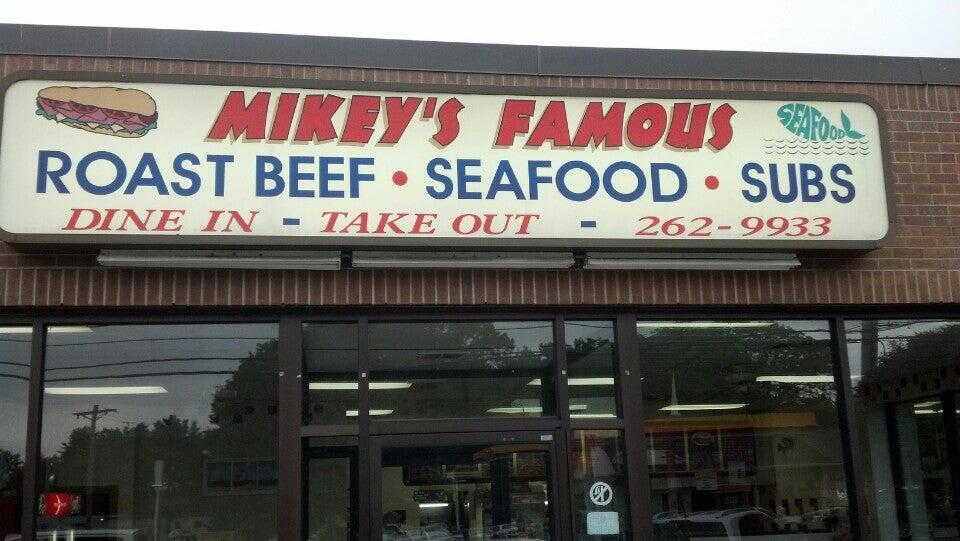 MIKEY'S FAMOUS
SEAFOOD
ROAST BEEF • SEAFOOD • SUBS
DINE IN - TAKE OUT - 262-9933